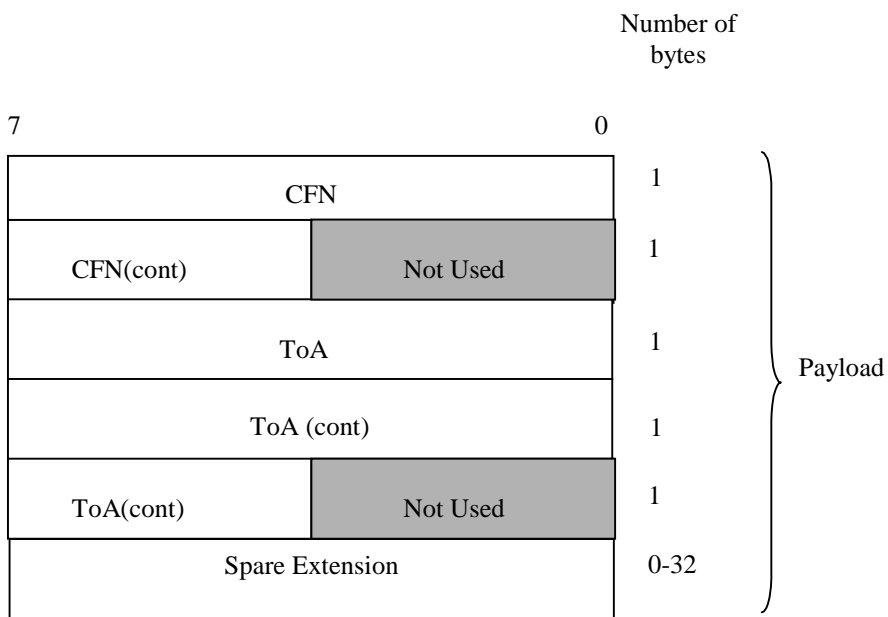 Number of
bytes
7 0
CFN 1
CFN(cont) Not Used 1
ToA 1
Payload
ToA (cont) 1
ToA(cont) Not Used 1
Spare Extension 0-32